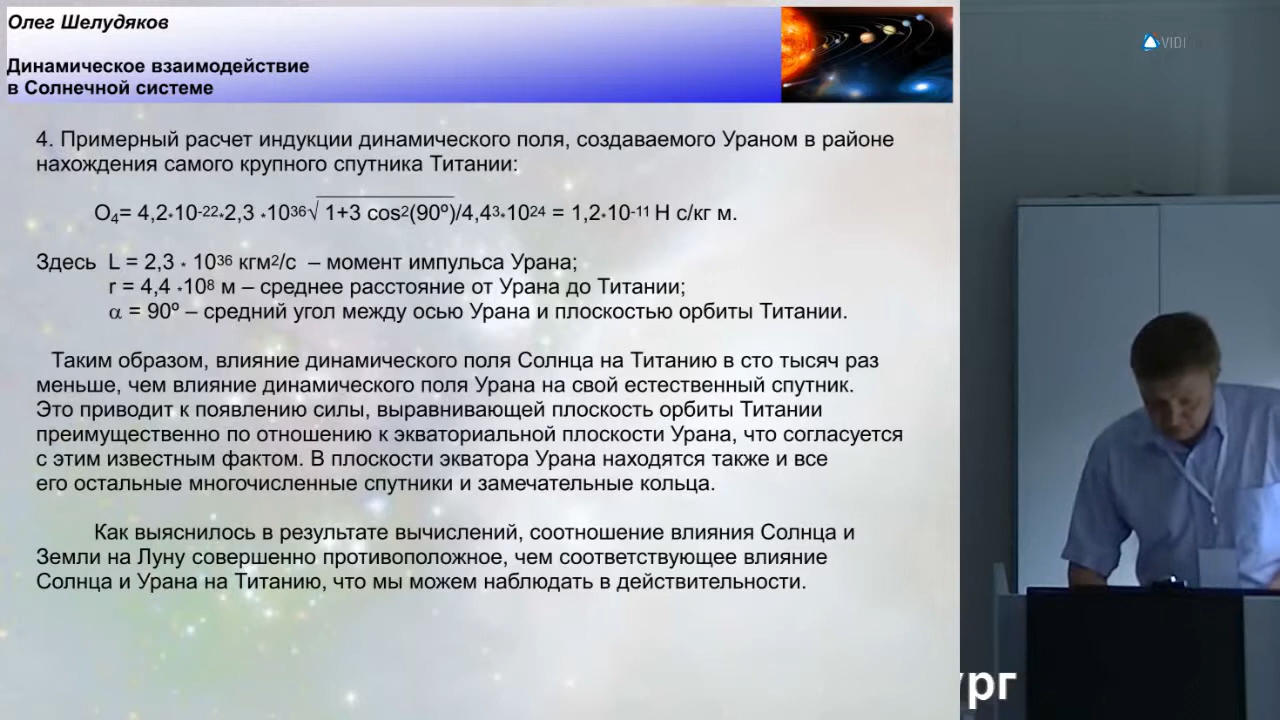 Олег Шелудяков
Динамическое взаимодействие
в Солнечной системе
4. Примерный расчет индукции динамического поля, создаваемого Ураном в районе
нахождения самого крупного спутника Титании:
O₄= 4,2*10⁻²²*2,3 *10³⁶√ 1+3 cos²(90º)/4,4³*10²⁴ = 1,2*10⁻¹¹ Н с/кг м.
Здесь L = 2,3 * 10³⁶ кгм²/с – момент импульса Урана;
r = 4,4 *10⁸ м – среднее расстояние от Урана до Титании;
α = 90º – средний угол между осью Урана и плоскостью орбиты Титании.
Таким образом, влияние динамического поля Солнца на Титанию в сто тысяч раз
меньше, чем влияние динамического поля Урана на свой естественный спутник.
Это приводит к появлению силы, выравнивающей плоскость орбиты Титании
преимущественно по отношению к экваториальной плоскости Урана, что согласуется
с этим известным фактом. В плоскости экватора Урана находятся также и все
его остальные многочисленные спутники и замечательные кольца.
Как выяснилось в результате вычислений, соотношение влияния Солнца и
Земли на Луну совершенно противоположное, чем соответствующее влияние
Солнца и Урана на Титанию, что мы можем наблюдать в действительности.
ург